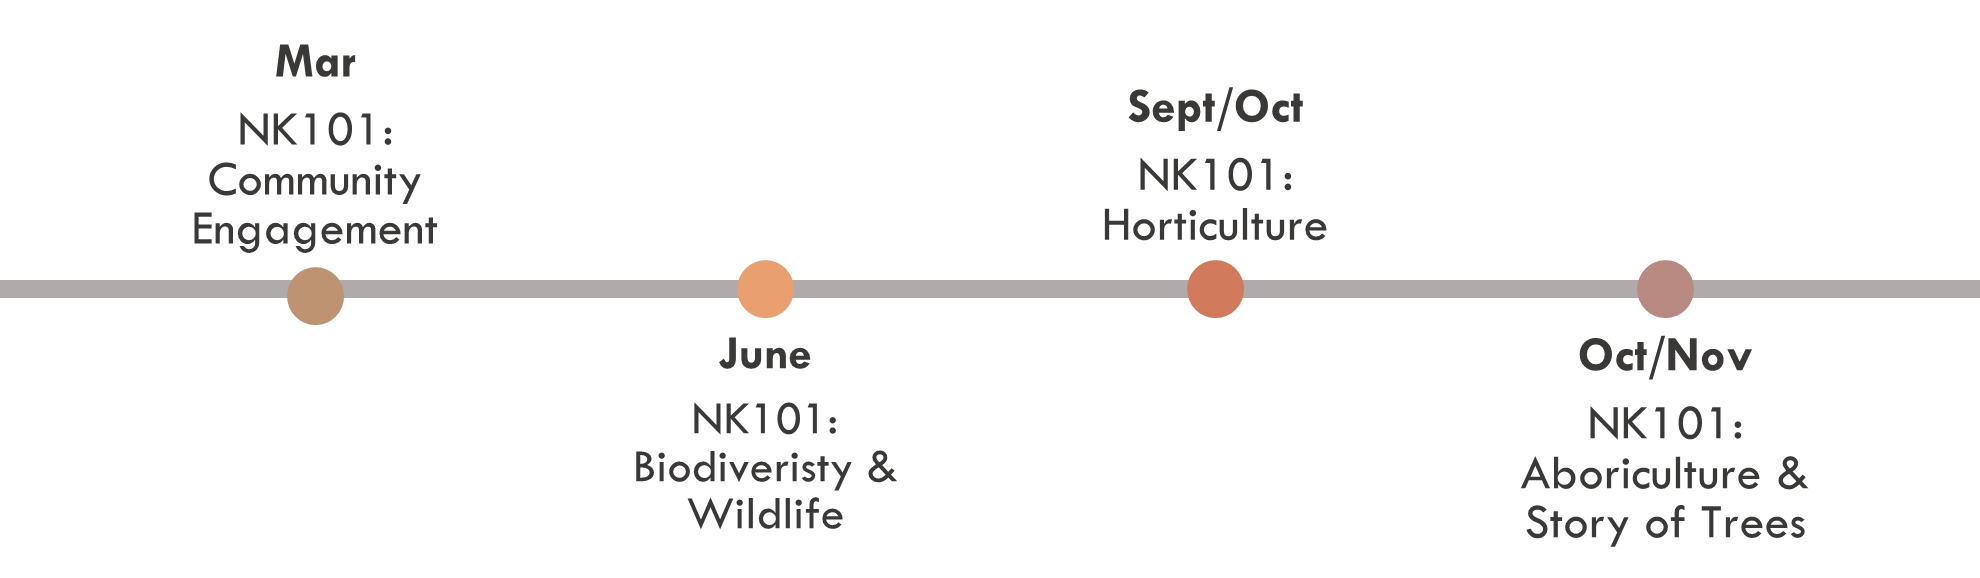 Mar
NK101:
Community
Engagement
June
NK101:
Biodiveristy &
Wildlife
Sept/Oct
NK101:
Horticulture
Oct/Nov
NK101:
Aboriculture &
Story of Trees